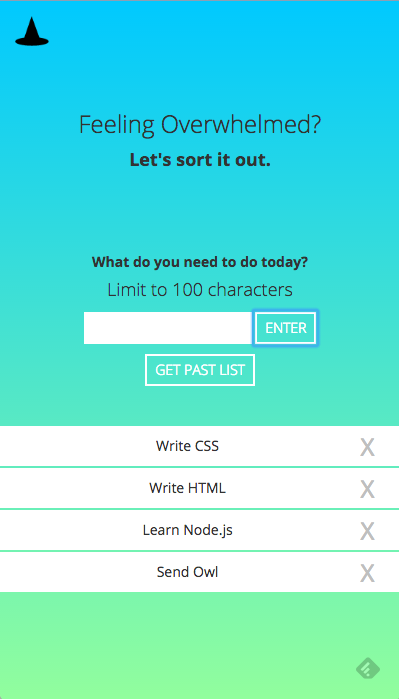 Feeling Overwhelmed?
Let's sort it out.
What do you need to do today?
Limit to 100 characters
ENTER
GET PAST LIST
Write CSS X
Write HTML X
Learn Node.js X
Send Owl X